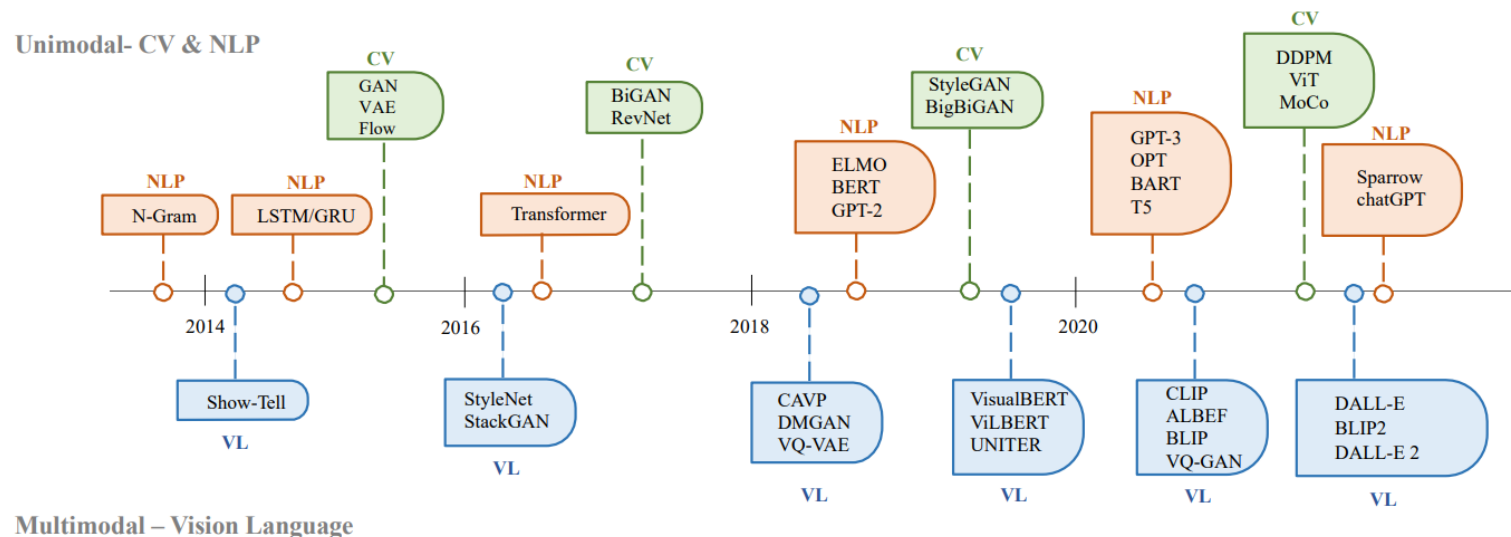 Unimodal- CV & NLP
CV
GAN
VAE
Flow
CV
BiGAN
RevNet
CV
StyleGAN
BigBiGAN
CV
DDPM
ViT
MoCo
NLP
N-Gram
NLP
LSTM/GRU
NLP
Transformer
NLP
ELMO
BERT
GPT-2
NLP
GPT-3
OPT
BART
T5
NLP
Sparrow
chatGPT
2014
2016
2018
2020
Show-Tell
VL
StyleNet
StackGAN
VL
CAVP
DMGAN
VQ-VAE
VL
VisualBERT
ViLBERT
UNITER
VL
CLIP
ALBEF
BLIP
VQ-GAN
VL
DALL-E
BLIP2
DALL-E 2
VL
Multimodal – Vision Language